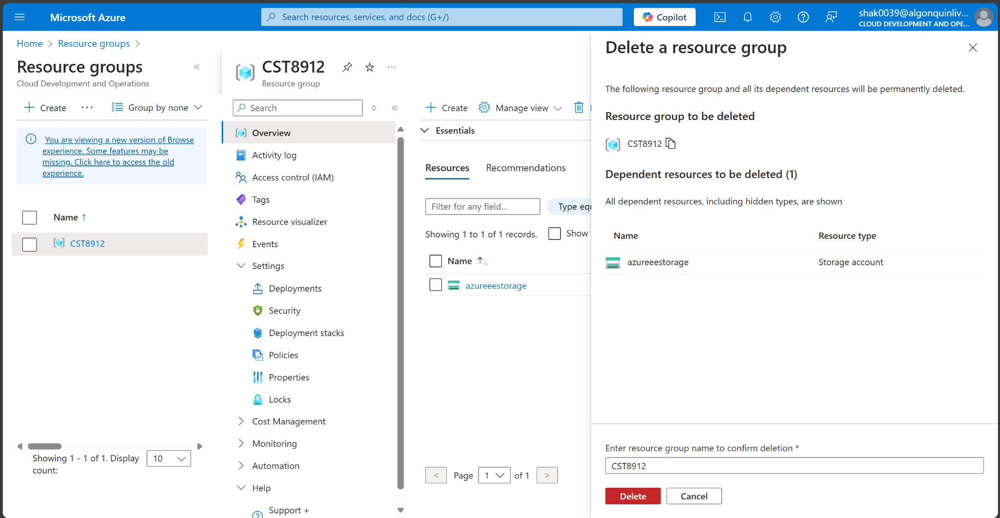 Microsoft Azure
Search resources, services, and docs (G+/)
Copilot
shak0039@algonquinliv...
CLOUD DEVELOPMENT AND OPE...
Home > Resource groups >
Resource groups
Cloud Development and Operations
Create
Group by none
You are viewing a new version of Browse
experience. Some features may be
missing. Click here to access the old
experience.
Name ↑
CST8912
Showing 1 - 1 of 1. Display
count:
10
CST8912
Resource group
Search
Overview
Activity log
Access control (IAM)
Tags
Resource visualizer
Events
Settings
Deployments
Security
Deployment stacks
Policies
Properties
Locks
Cost Management
Monitoring
Automation
Help
Support +
Create
Manage view
Essentials
Resources
Recommendations
Filter for any field...
Type equ
Showing 1 to 1 of 1 records.
Show
Name ↑↓
azureeestorage
< Page 1 of 1 >
Delete a resource group
The following resource group and all its dependent resources will be permanently deleted.
Resource group to be deleted
CST8912
Dependent resources to be deleted (1)
All dependent resources, including hidden types, are shown
Name
Resource type
azureeestorage
Storage account
Enter resource group name to confirm deletion *
CST8912
Delete
Cancel